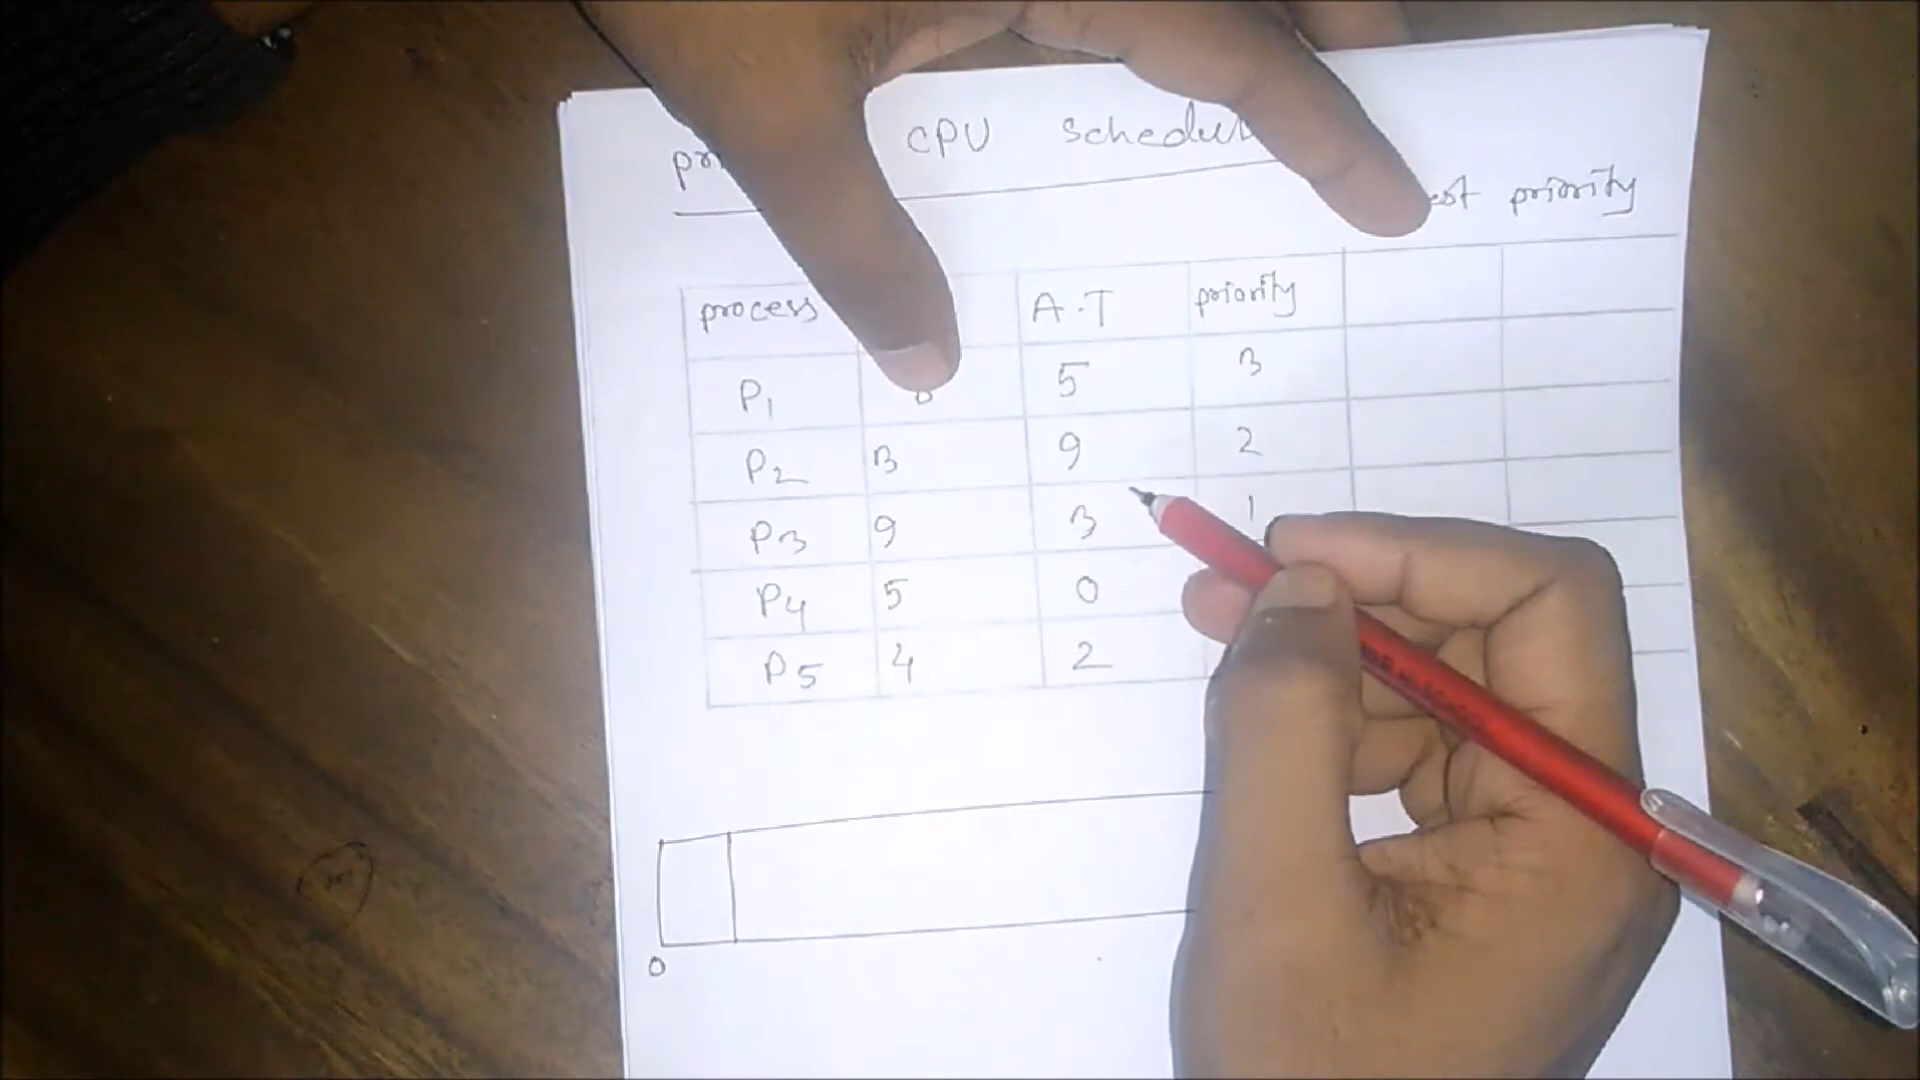 CPU
priority
process A.T priority
P1 5 3
P2 3 9 2
P3 9 3 1
P4 5 0
P5 4 2
0